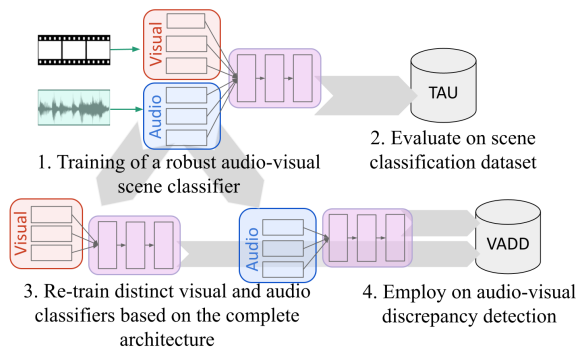 Visual
Audio
TAU
1. Training of a robust audio-visual
scene classifier
2. Evaluate on scene
classification dataset
Visual
Audio
VADD
3. Re-train distinct visual and audio
classifiers based on the complete
architecture
4. Employ on audio-visual
discrepancy detection